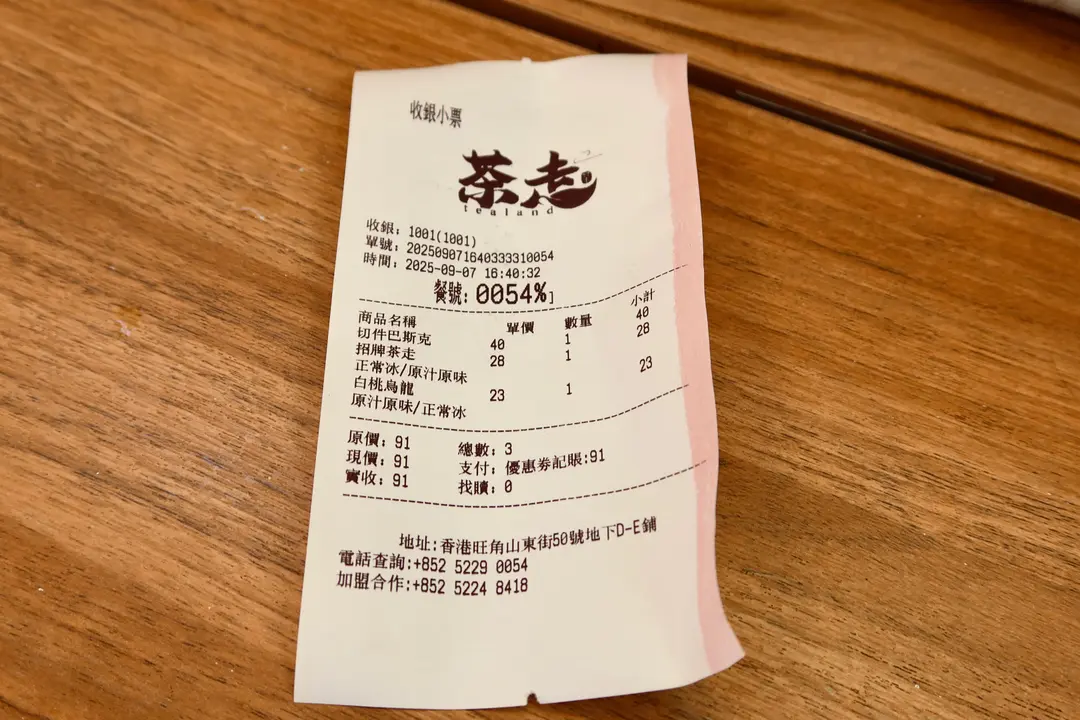 收銀小票
茶走
tealand
收銀: 1001(1001)
單號: 202509071640333310054
時間: 2025-09-07 16:40:32
餐號: 0054%]
商品名稱 單價 數量 小計
切件巴斯克 40 1 40
招牌茶走 28 1 28
正常冰/原汁原味
白桃烏龍 23 1 23
原汁原味/正常冰
原價: 91 總數: 3
現價: 91 支付: 優惠券記賬:91
實收: 91 找贖: 0
地址:香港旺角山東街50號地下D-E鋪
電話查詢:+852 5229 0054
加盟合作:+852 5224 8418